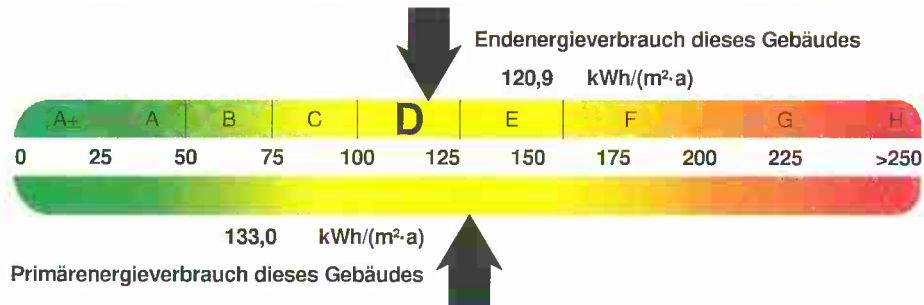 Endenergieverbrauch dieses Gebäudes
120,9 kWh/(m²·a)
A+ A B C D E F G H
0 25 50 75 100 125 150 175 200 225 >250
133,0 kWh/(m²·a)
Primärenergieverbrauch dieses Gebäudes